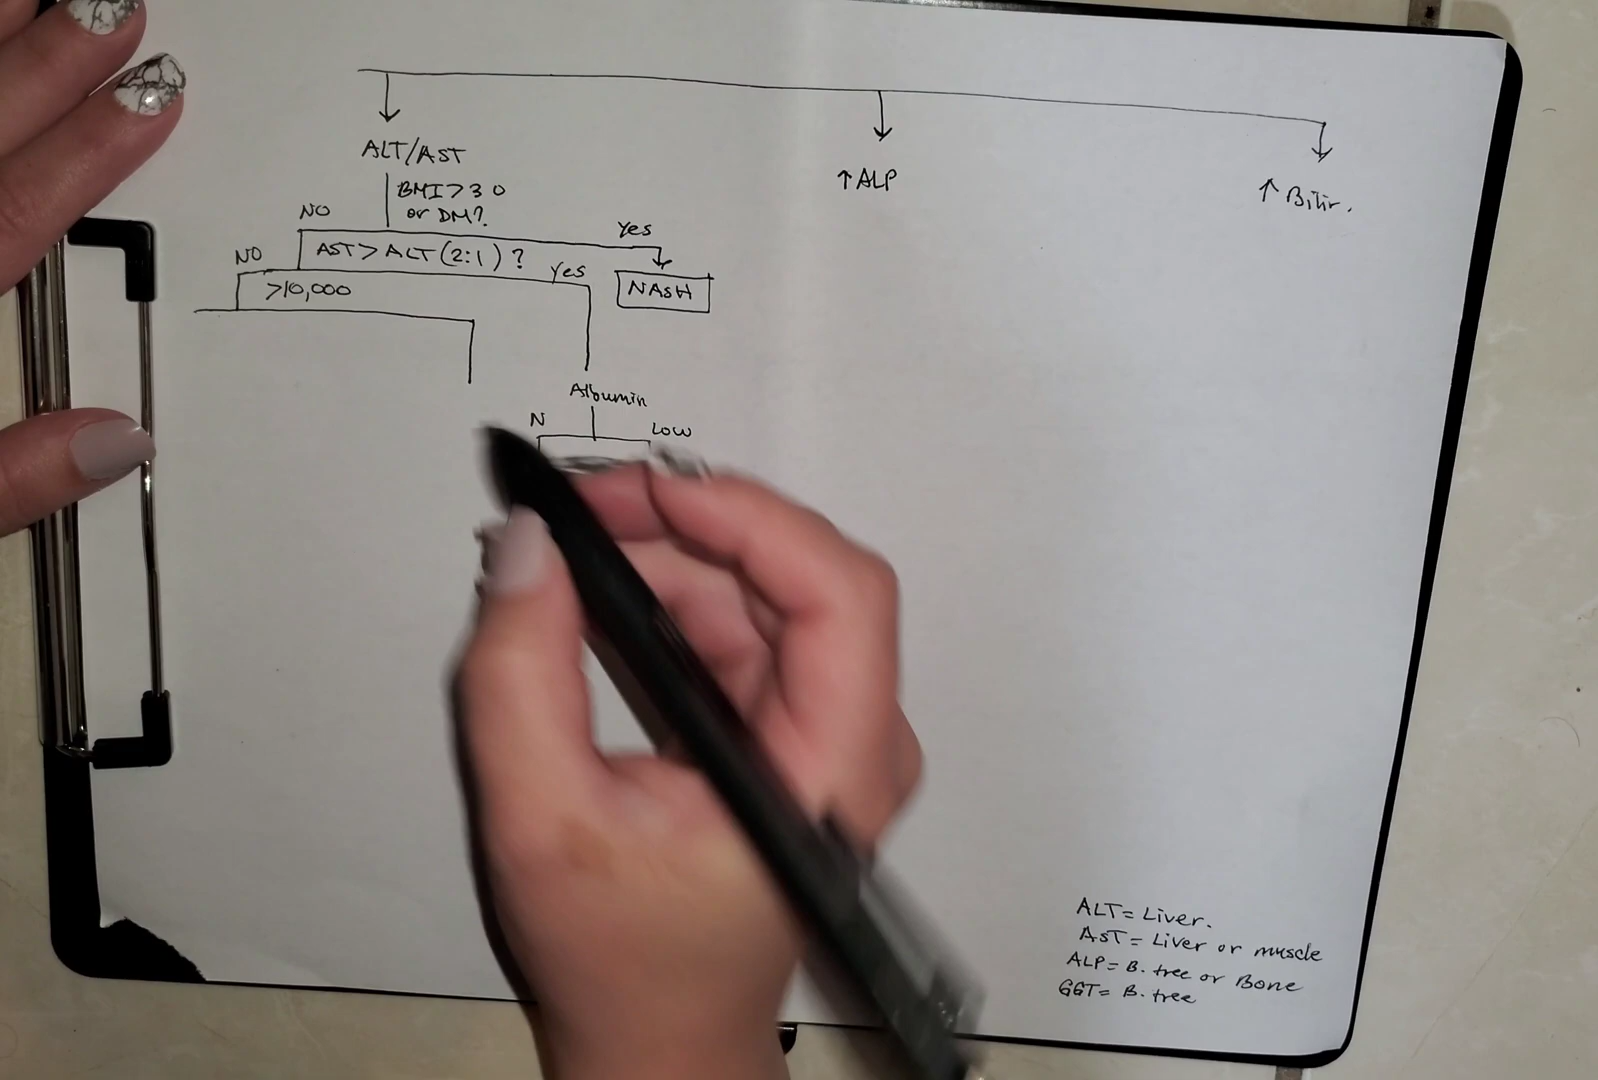 ALT/AST
↑ALP
↑ Bilir.
BMI>30
or DM?
NO
Yes
AST>ALT(2:1)?
NO
Yes
NASH
>10,000
Albumin
N
Low
ALT= Liver.
AST= Liver or muscle
ALP= B. tree or Bone
GGT= B. tree